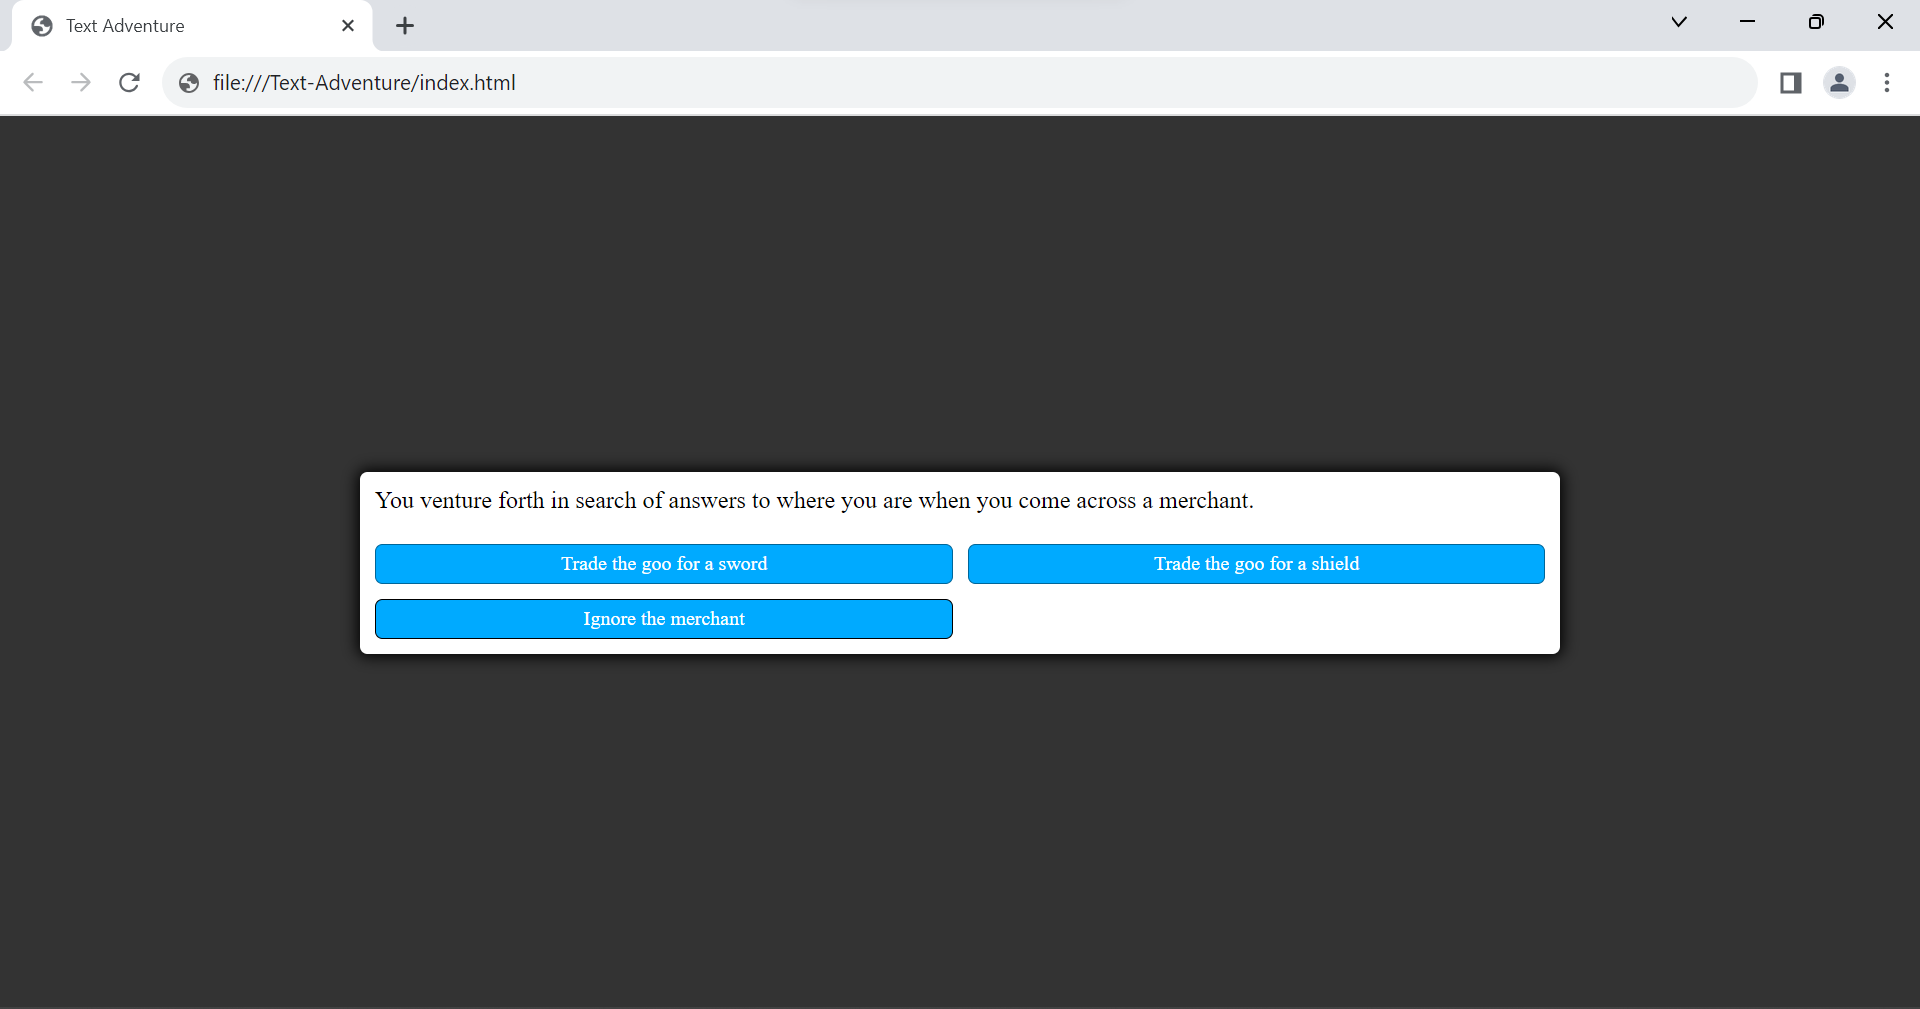 Text Adventure
file:///Text-Adventure/index.html
You venture forth in search of answers to where you are when you come across a merchant.
Trade the goo for a sword
Trade the goo for a shield
Ignore the merchant